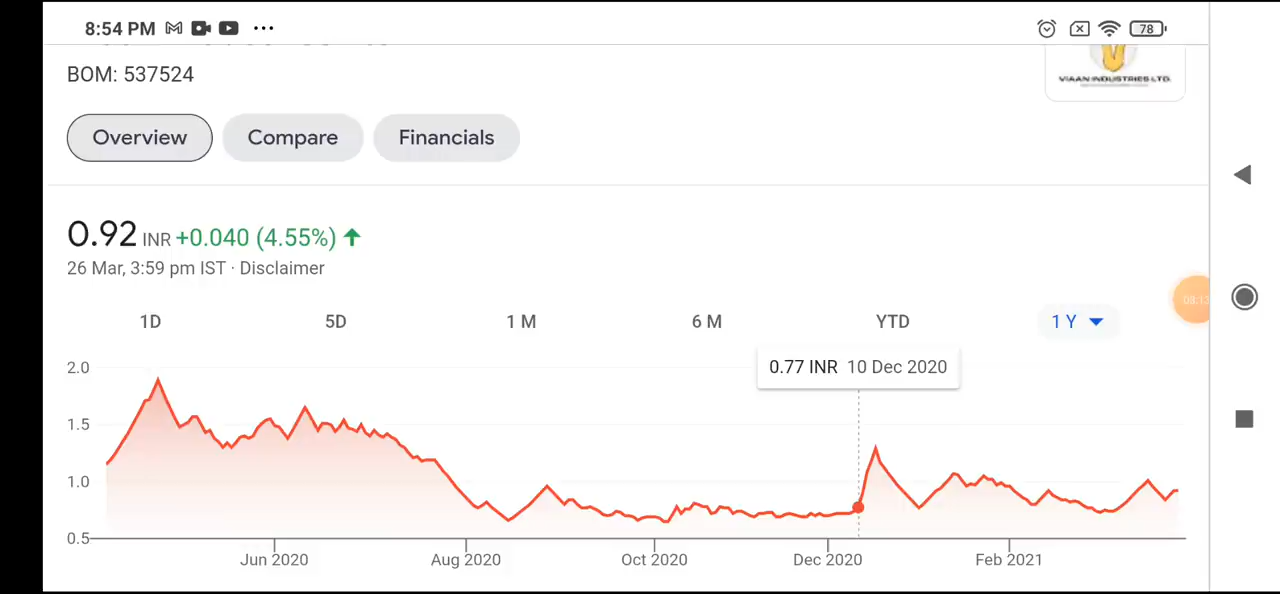 8:54 PM
78
BOM: 537524
VIAAN INDUSTRIES LTD.
Overview
Compare
Financials
0.92 INR +0.040 (4.55%)
26 Mar, 3:59 pm IST · Disclaimer
1D
5D
1 M
6 M
YTD
1 Y
08:13
0.77 INR 10 Dec 2020
2.0
1.5
1.0
0.5
Jun 2020
Aug 2020
Oct 2020
Dec 2020
Feb 2021